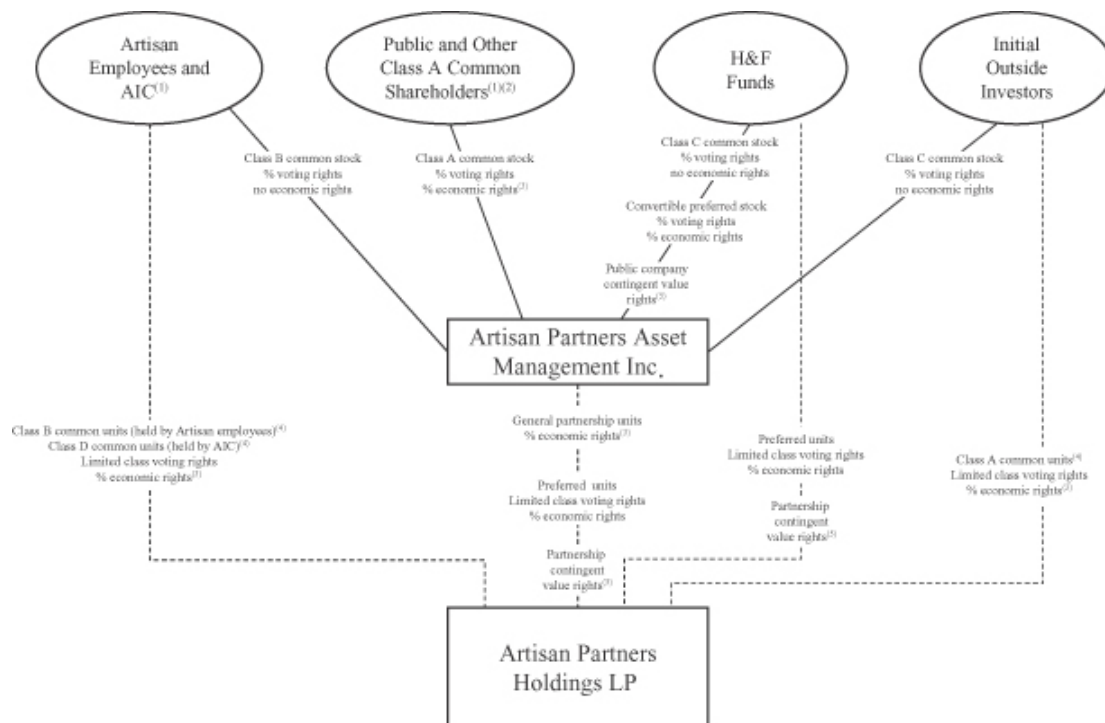 Artisan
Employees and
AIC(1)
Public and Other
Class A Common
Shareholders(1)(2)
H&F
Funds
Initial
Outside
Investors
Class B common stock
% voting rights
no economic rights
Class A common stock
% voting rights
% economic rights(2)
Class C common stock
% voting rights
no economic rights
Convertible preferred stock
% voting rights
% economic rights
Public company
contingent value
rights(5)
Class C common stock
% voting rights
no economic rights
Artisan Partners Asset
Management Inc.
Class B common units (held by Artisan employees)(4)
Class D common units (held by AIC)(4)
Limited class voting rights
% economic rights(2)
General partnership units
% economic rights(3)
Preferred units
Limited class voting rights
% economic rights
Partnership
contingent
value rights(5)
Preferred units
Limited class voting rights
% economic rights
Partnership
contingent
value rights(5)
Class A common units(4)
Limited class voting rights
% economic rights(2)
Artisan Partners
Holdings LP